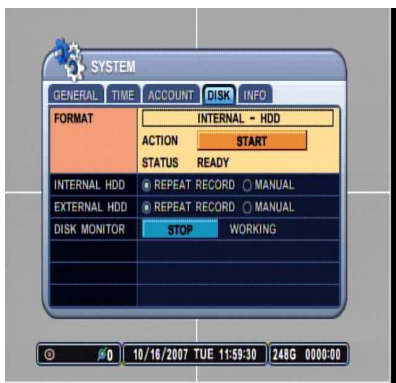 SYSTEM
GENERAL TIME ACCOUNT DISK INFO
FORMAT INTERNAL - HDD
ACTION START
STATUS READY
INTERNAL HDD REPEAT RECORD MANUAL
EXTERNAL HDD REPEAT RECORD MANUAL
DISK MONITOR STOP WORKING
0 10/16/2007 TUE 11:59:30 248G 0000:00